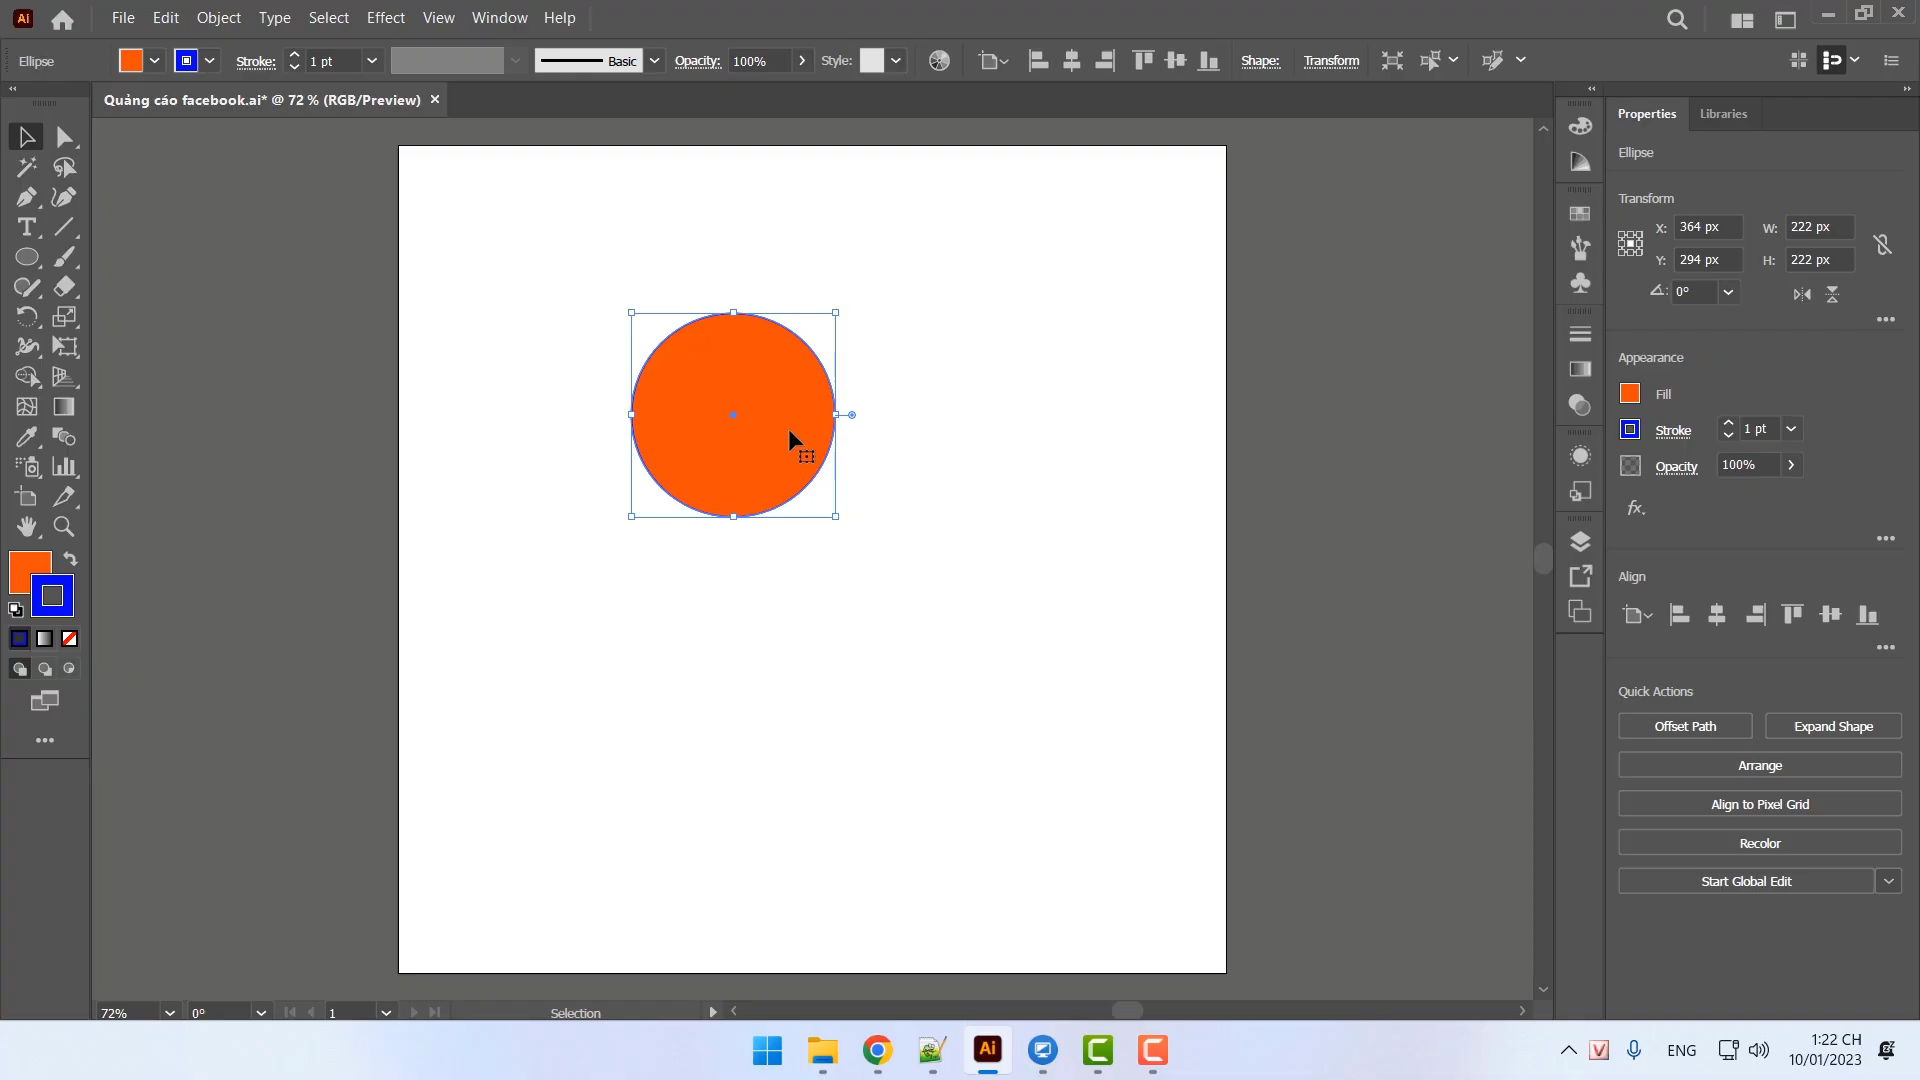 Ai
File Edit Object Type Select Effect View Window Help
Ellipse Stroke: 1 pt Basic Opacity: 100% Style: Shape: Transform
Quảng cáo facebook.ai* @ 72 % (RGB/Preview) ×
Properties Libraries
Ellipse
Transform
X: 364 px W: 222 px
Y: 294 px H: 222 px
0°
Appearance
Fill
Stroke 1 pt
Opacity 100%
fx.
Align
Quick Actions
Offset Path Expand Shape
Arrange
Align to Pixel Grid
Recolor
Start Global Edit
72% 0° 1 Selection
Ai
ENG
1:22 CH
10/01/2023